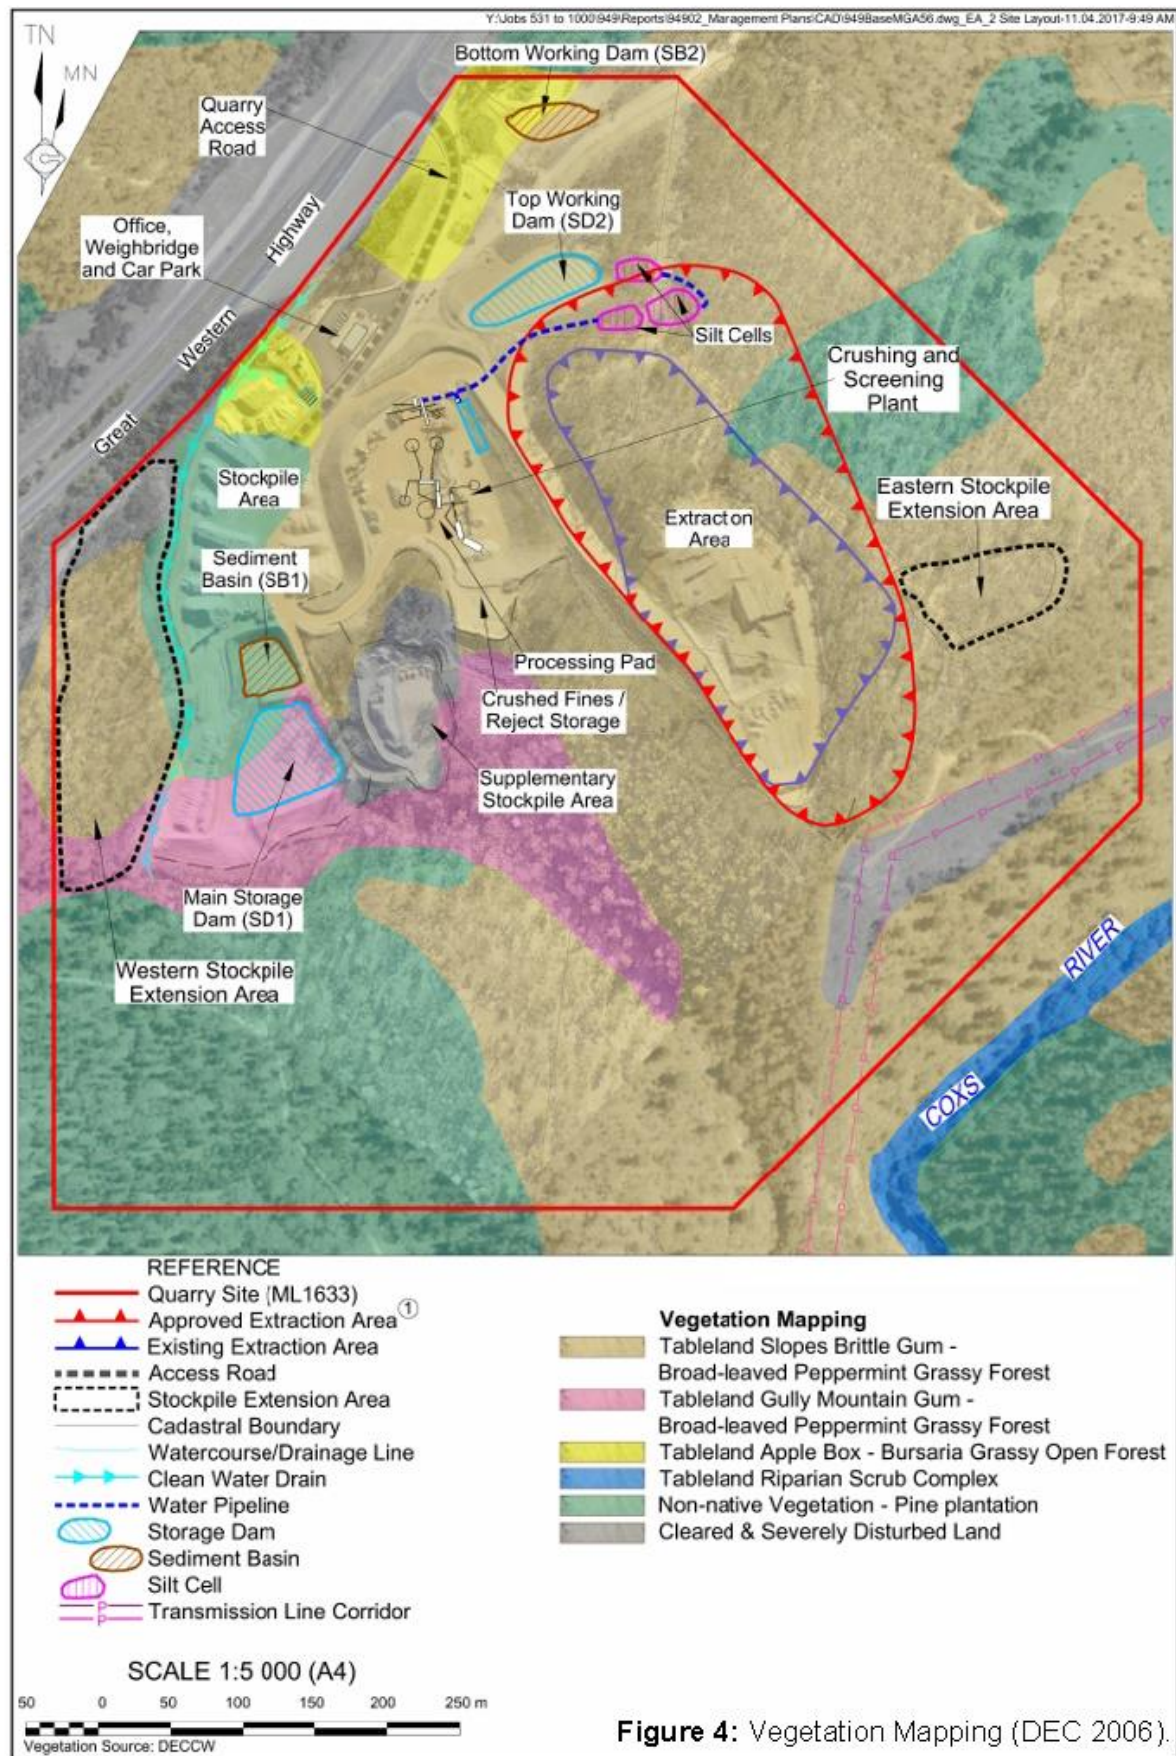 Y:\Jobs 531 to 1000\949\Reports\94902_Management Plans\CAD\949BaseMGA56.dwg_EA_2 Site Layout-11.04.2017-9:49 AM
TN
MN
Bottom Working Dam (SB2)
Quarry
Access
Road
Top Working
Dam (SD2)
Office,
Weighbridge
and Car Park
Great
Western
Highway
Silt Cells
Crushing and
Screening
Plant
Stockpile
Area
Eastern Stockpile
Extension Area
Extraction
Area
Sediment
Basin (SB1)
Processing Pad
Crushed Fines /
Reject Storage
Supplementary
Stockpile Area
Main Storage
Dam (SD1)
Western Stockpile
Extension Area
COXS
RIVER
REFERENCE
Quarry Site (ML1633)
Approved Extraction Area ①
Existing Extraction Area
Access Road
Stockpile Extension Area
Cadastral Boundary
Watercourse/Drainage Line
Clean Water Drain
Water Pipeline
Storage Dam
Sediment Basin
Silt Cell
P
P
Transmission Line Corridor
Vegetation Mapping
Tableland Slopes Brittle Gum -
Broad-leaved Peppermint Grassy Forest
Tableland Gully Mountain Gum -
Broad-leaved Peppermint Grassy Forest
Tableland Apple Box - Bursaria Grassy Open Forest
Tableland Riparian Scrub Complex
Non-native Vegetation - Pine plantation
Cleared & Severely Disturbed Land
SCALE 1:5 000 (A4)
50 0 50 100 150 200 250 m
Vegetation Source: DECCW
Figure 4: Vegetation Mapping (DEC 2006).